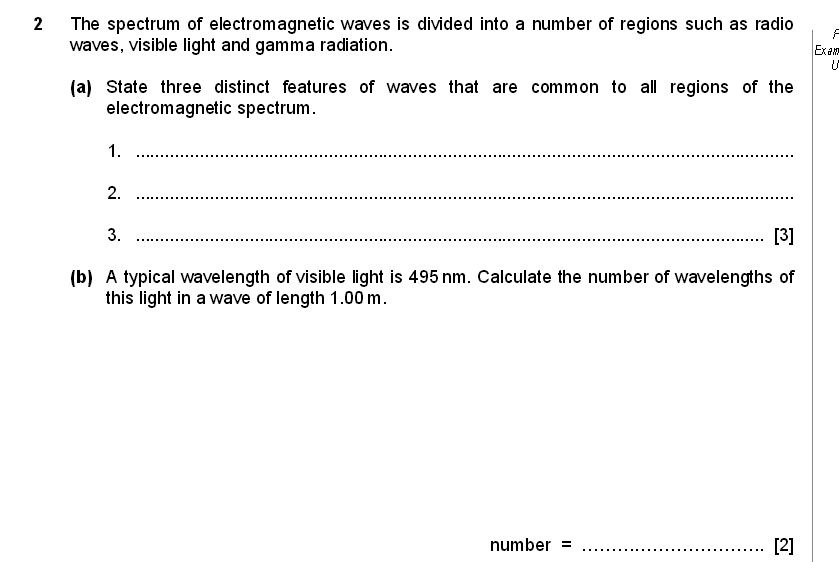 2 The spectrum of electromagnetic waves is divided into a number of regions such as radio
waves, visible light and gamma radiation.
(a) State three distinct features of waves that are common to all regions of the
electromagnetic spectrum.
1. ..............................................................
2. ..............................................................
3. .............................................................. [3]
(b) A typical wavelength of visible light is 495 nm. Calculate the number of wavelengths of
this light in a wave of length 1.00 m.
number = ............................... [2]